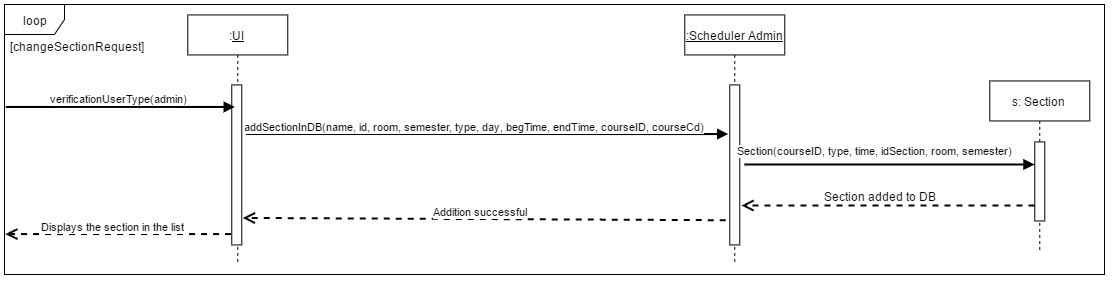 loop
[changeSectionRequest]
:UI
:Scheduler Admin
s: Section
verificationUserType(admin)
addSectionInDB(name, id, room, semester, type, day, begTime, endTime, courseID, courseCd)
Section(courseID, type, time, idSection, room, semester)
Section added to DB
Addition successful
Displays the section in the list